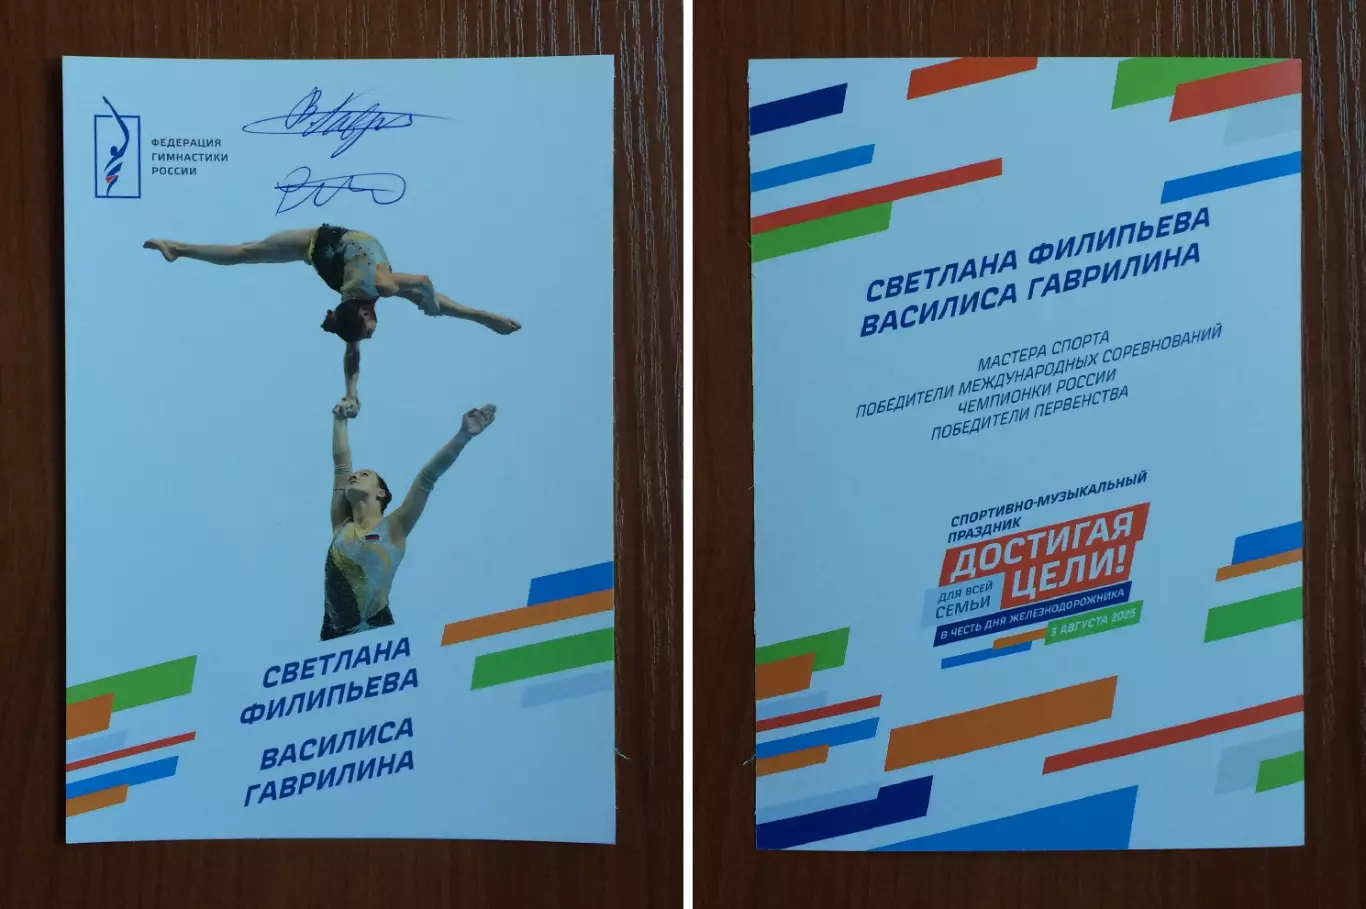 ФЕДЕРАЦИЯ
ГИМНАСТИКИ
РОССИИ
СВЕТЛАНА
ФИЛИПЬЕВА
ВАСИЛИСА
ГАВРИЛИНА
СВЕТЛАНА ФИЛИПЬЕВА
ВАСИЛИСА ГАВРИЛИНА
МАСТЕРА СПОРТА
ПОБЕДИТЕЛИ МЕЖДУНАРОДНЫХ СОРЕВНОВАНИЙ
ЧЕМПИОНКИ РОССИИ
ПОБЕДИТЕЛИ ПЕРВЕНСТВА
СПОРТИВНО-МУЗЫКАЛЬНЫЙ
ПРАЗДНИК
ДОСТИГАЯ
ЦЕЛИ!
ДЛЯ ВСЕЙ
СЕМЬИ
В ЧЕСТЬ ДНЯ ЖЕЛЕЗНОДОРОЖНИКА
3 АВГУСТА 2025